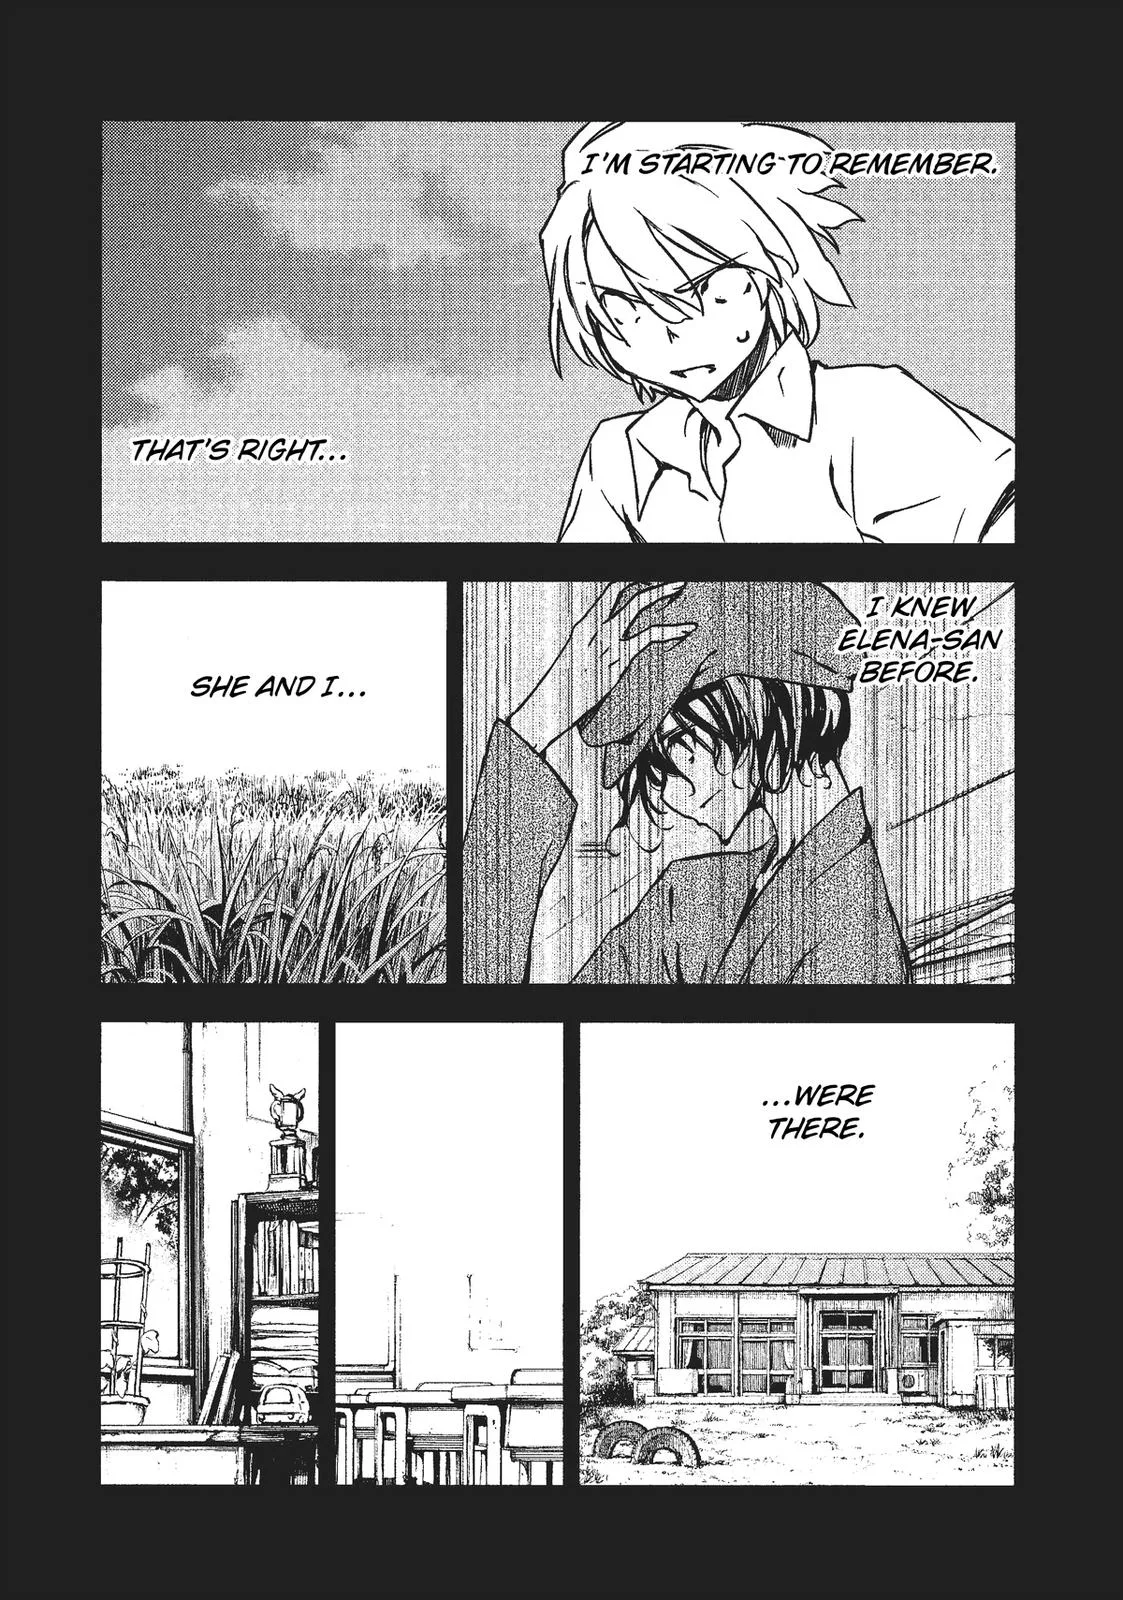 I'M STARTING TO REMEMBER.
THAT'S RIGHT...
I KNEW
ELENA-SAN
BEFORE.
SHE AND I...
...WERE
THERE.